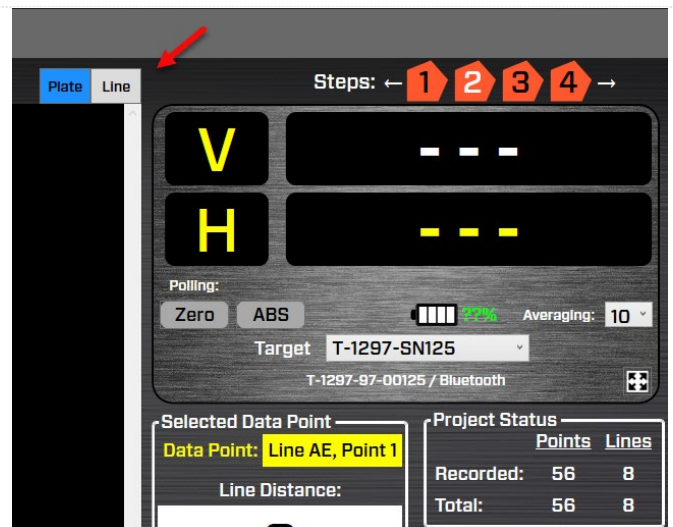 Plate Line
Steps: ← 1 2 3 4 →
V - - -
H - - -
Polling:
Zero ABS ??% Averaging: 10
Target T-1297-SN125
T-1297-97-00125 / Bluetooth
Selected Data Point
Data Point: Line AE, Point 1
Line Distance:
Project Status
Points Lines
Recorded: 56 8
Total: 56 8